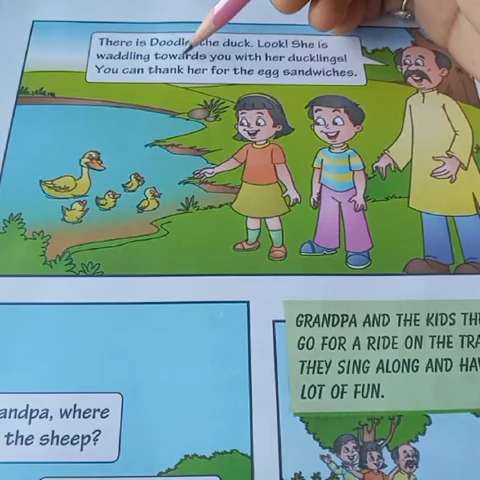 There is Doodle the duck. Look! She is
waddling towards you with her ducklings!
You can thank her for the egg sandwiches.
GRANDPA AND THE KIDS
GO FOR A RIDE ON THE
THEY SING ALONG AND
LOT OF FUN.
where
the sheep?